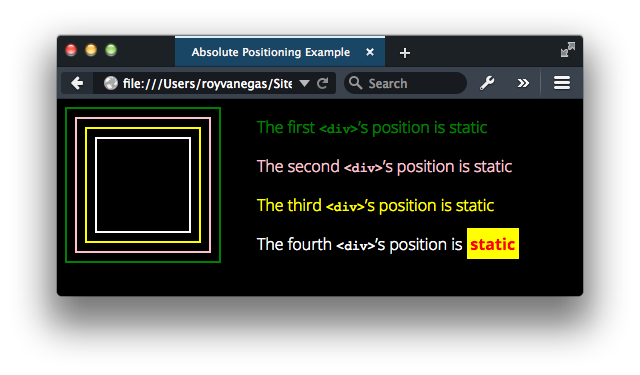 Absolute Positioning Example × +
file:///Users/royvanegas/Site
Search
The first <div>’s position is static
The second <div>’s position is static
The third <div>’s position is static
The fourth <div>’s position is static